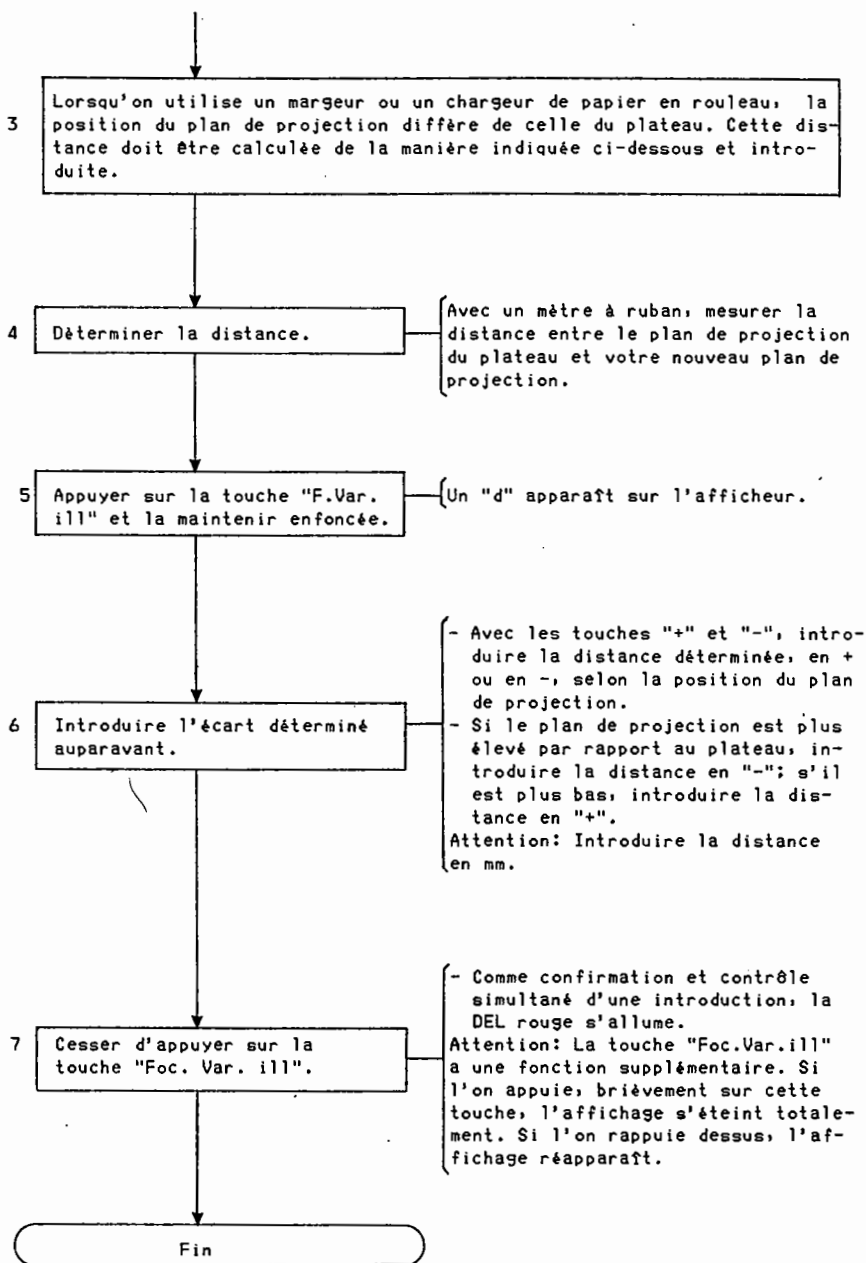 3
Lorsqu'on utilise un margeur ou un chargeur de papier en rouleau, la
position du plan de projection diffère de celle du plateau. Cette dis-
tance doit être calculée de la manière indiquée ci-dessous et intro-
duite.
4
Déterminer la distance.
Avec un mètre à ruban, mesurer la
distance entre le plan de projection
du plateau et votre nouveau plan de
projection.
5
Appuyer sur la touche "F.Var.
ill" et la maintenir enfoncée.
Un "d" apparaît sur l'afficheur.
6
Introduire l'écart déterminé
auparavant.
- Avec les touches "+" et "-", intro-
duire la distance déterminée, en +
ou en -, selon la position du plan
de projection.
- Si le plan de projection est plus
élevé par rapport au plateau, in-
troduire la distance en "-"; s'il
est plus bas, introduire la dis-
tance en "+".
Attention: Introduire la distance
en mm.
7
Cesser d'appuyer sur la
touche "Foc. Var. ill".
- Comme confirmation et contrôle
simultané d'une introduction, la
DEL rouge s'allume.
Attention: La touche "Foc.Var.ill"
a une fonction supplémentaire. Si
l'on appuie, brièvement sur cette
touche, l'affichage s'éteint totale-
ment. Si l'on rappuie dessus, l'af-
fichage réapparaît.
Fin